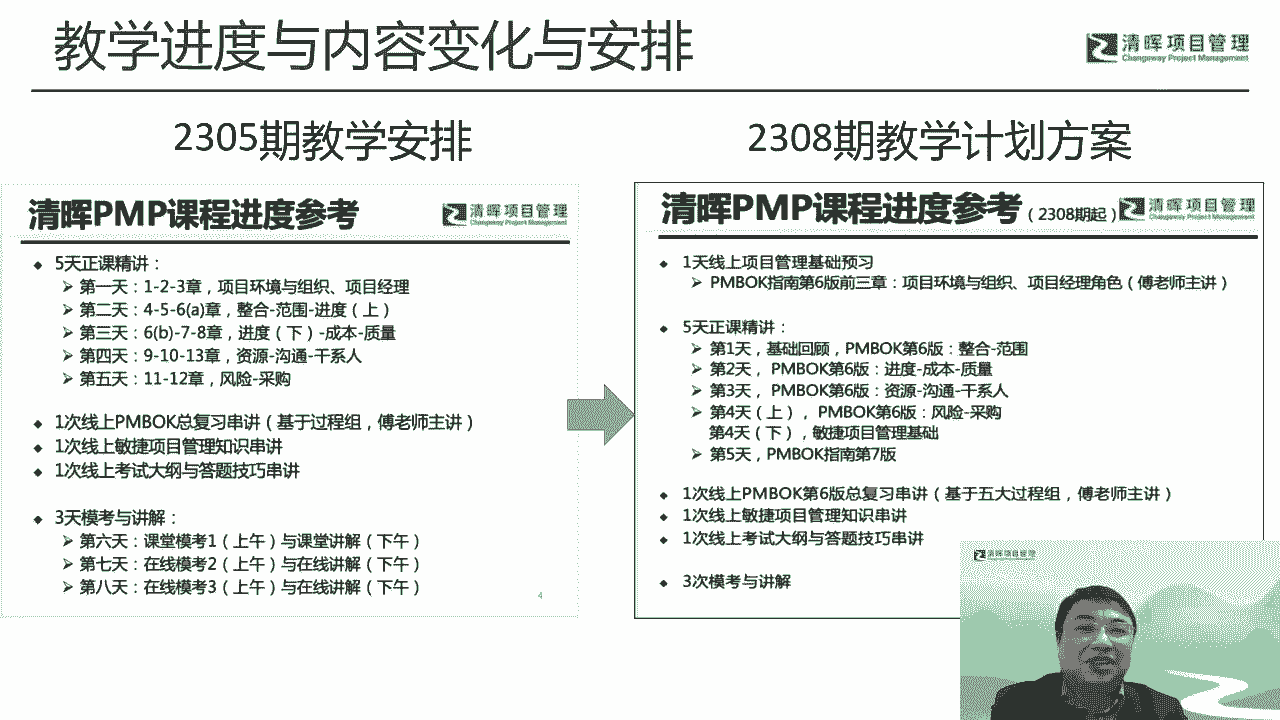 教学进度与内容变化与安排
清晖项目管理
Changeway Project Management
2305期教学安排
2308期教学计划方案
清晖PMP课程进度参考
清晖项目管理
Changeway Project Management
5天正课精讲：
第一天：1-2-3章，项目环境与组织、项目经理
第二天：4-5-6(a)章，整合-范围-进度（上）
第三天：6(b)-7-8章，进度（下）-成本-质量
第四天：9-10-13章，资源-沟通-干系人
第五天：11-12章，风险-采购
1次线上PMBOK总复习串讲（基于过程组，傅老师主讲）
1次线上敏捷项目管理知识串讲
1次线上考试大纲与答题技巧串讲
3天模考与讲解：
第六天：课堂模考1（上午）与课堂讲解（下午）
第七天：在线模考2（上午）与在线讲解（下午）
第八天：在线模考3（上午）与在线讲解（下午）
4
清晖PMP课程进度参考（2308期起）
清晖项目管理
Changeway Project Management
1天线上项目管理基础预习
PMBOK指南第6版前三章：项目环境与组织、项目经理角色（傅老师主讲）
5天正课精讲：
第1天，基础回顾，PMBOK第6版：整合-范围
第2天， PMBOK第6版：进度-成本-质量
第3天， PMBOK第6版：资源-沟通-干系人
第4天（上）， PMBOK第6版：风险-采购
第4天（下），敏捷项目管理基础
第5天，PMBOK指南第7版
1次线上PMBOK第6版总复习串讲（基于五大过程组，傅老师主讲）
1次线上敏捷项目管理知识串讲
1次线上考试大纲与答题技巧串讲
3次模考与讲解
清晖项目管理